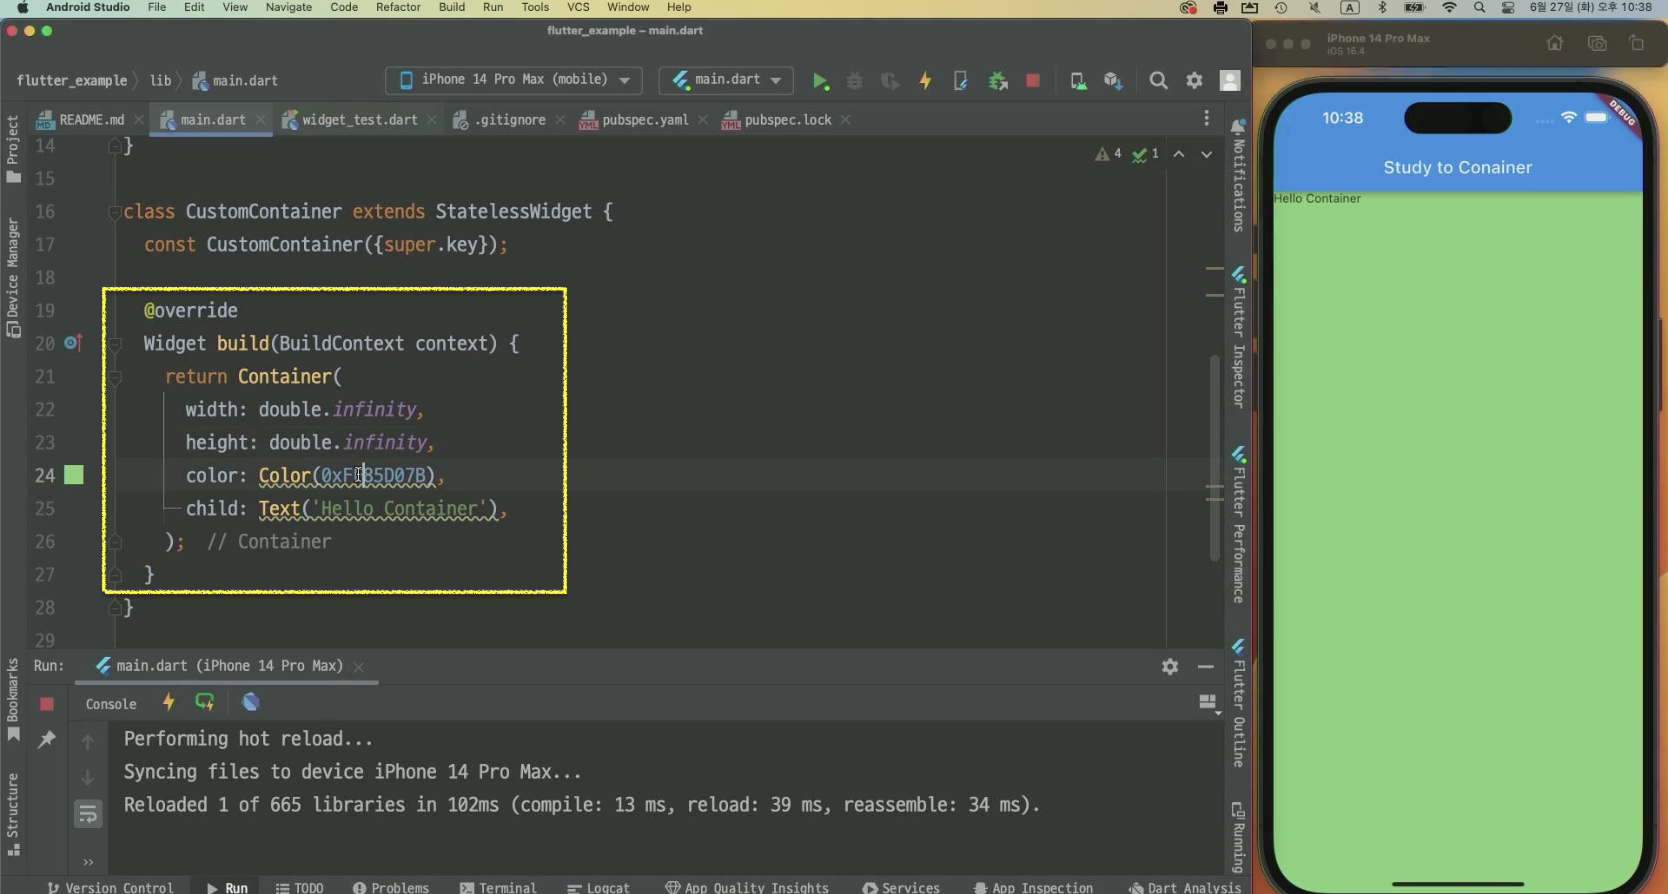 Android Studio File Edit View Navigate Code Refactor Build Run Tools VCS Window Help A 6월 27일 (화) 오후 10:38
flutter_example – main.dart
flutter_example lib main.dart iPhone 14 Pro Max (mobile) main.dart
README.md main.dart widget_test.dart .gitignore pubspec.yaml pubspec.lock
4 1
14 }
15
16 class CustomContainer extends StatelessWidget {
17 const CustomContainer({super.key});
18
19 @override
20 Widget build(BuildContext context) {
21 return Container(
22 width: double.infinity,
23 height: double.infinity,
24 color: Color(0xFF85D07B),
25 child: Text('Hello Container'),
26 ); // Container
27 }
28 }
29
Run: main.dart (iPhone 14 Pro Max)
Console
Performing hot reload...
Syncing files to device iPhone 14 Pro Max...
Reloaded 1 of 665 libraries in 102ms (compile: 13 ms, reload: 39 ms, reassemble: 34 ms).
Version Control Run TODO Problems Terminal Logcat App Quality Insights Services App Inspection Dart Analysis
Project
Device Manager
Bookmarks
Structure
Notifications
Flutter Inspector
Flutter Performance
Flutter Outline
Running
iPhone 14 Pro Max
iOS 16.4
10:38
DEBUG
Study to Conainer
Hello Container